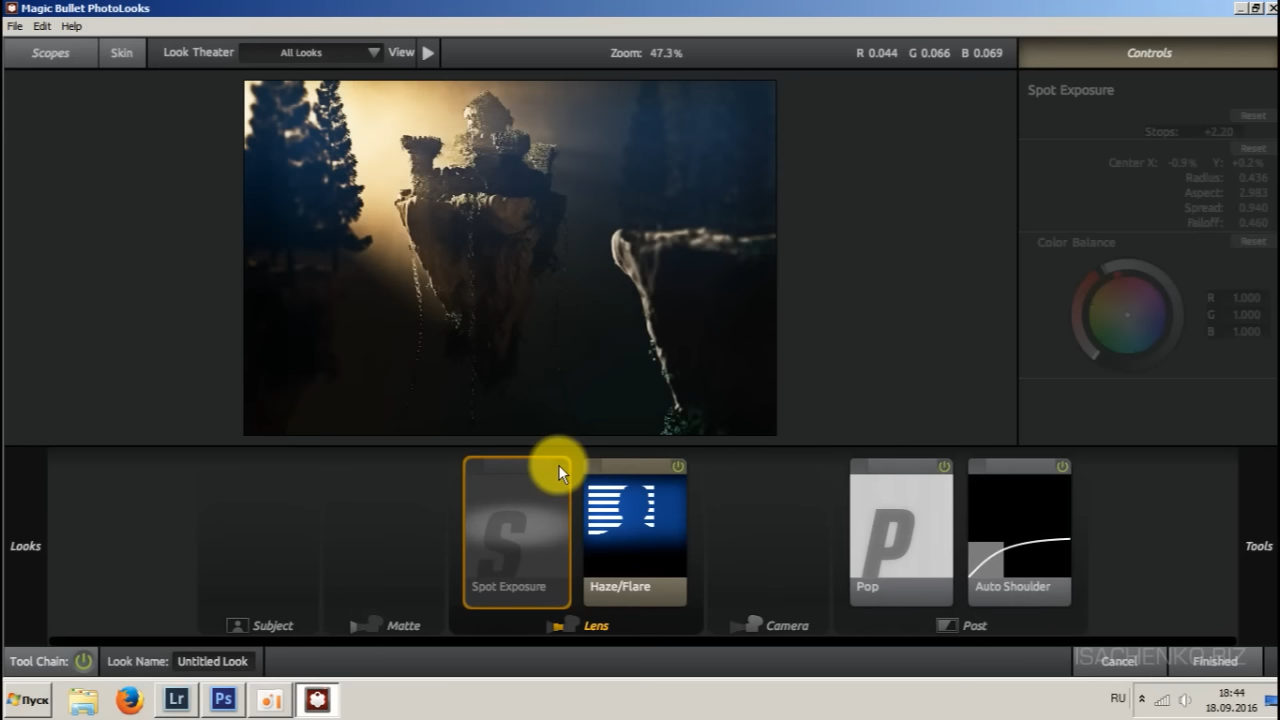 Magic Bullet PhotoLooks
File Edit Help
Scopes Skin Look Theater All Looks View Zoom: 47.3% R 0.044 G 0.066 B 0.069 Controls
Spot Exposure
Reset
Stops: +2.20
Reset
Center X: -0.9% Y: +0.2%
Radius: 0.436
Aspect: 2.983
Spread: 0.940
Falloff: 0.460
Color Balance Reset
R 1.000
G 1.000
B 1.000
Looks
S
Spot Exposure
Haze/Flare
P
Pop
Auto Shoulder
Tools
Subject Matte Lens Camera Post
Tool Chain: Look Name: Untitled Look Cancel Finished
ISACHENKO.BIZ
Пуск Lr Ps RU 18:44
18.09.2016